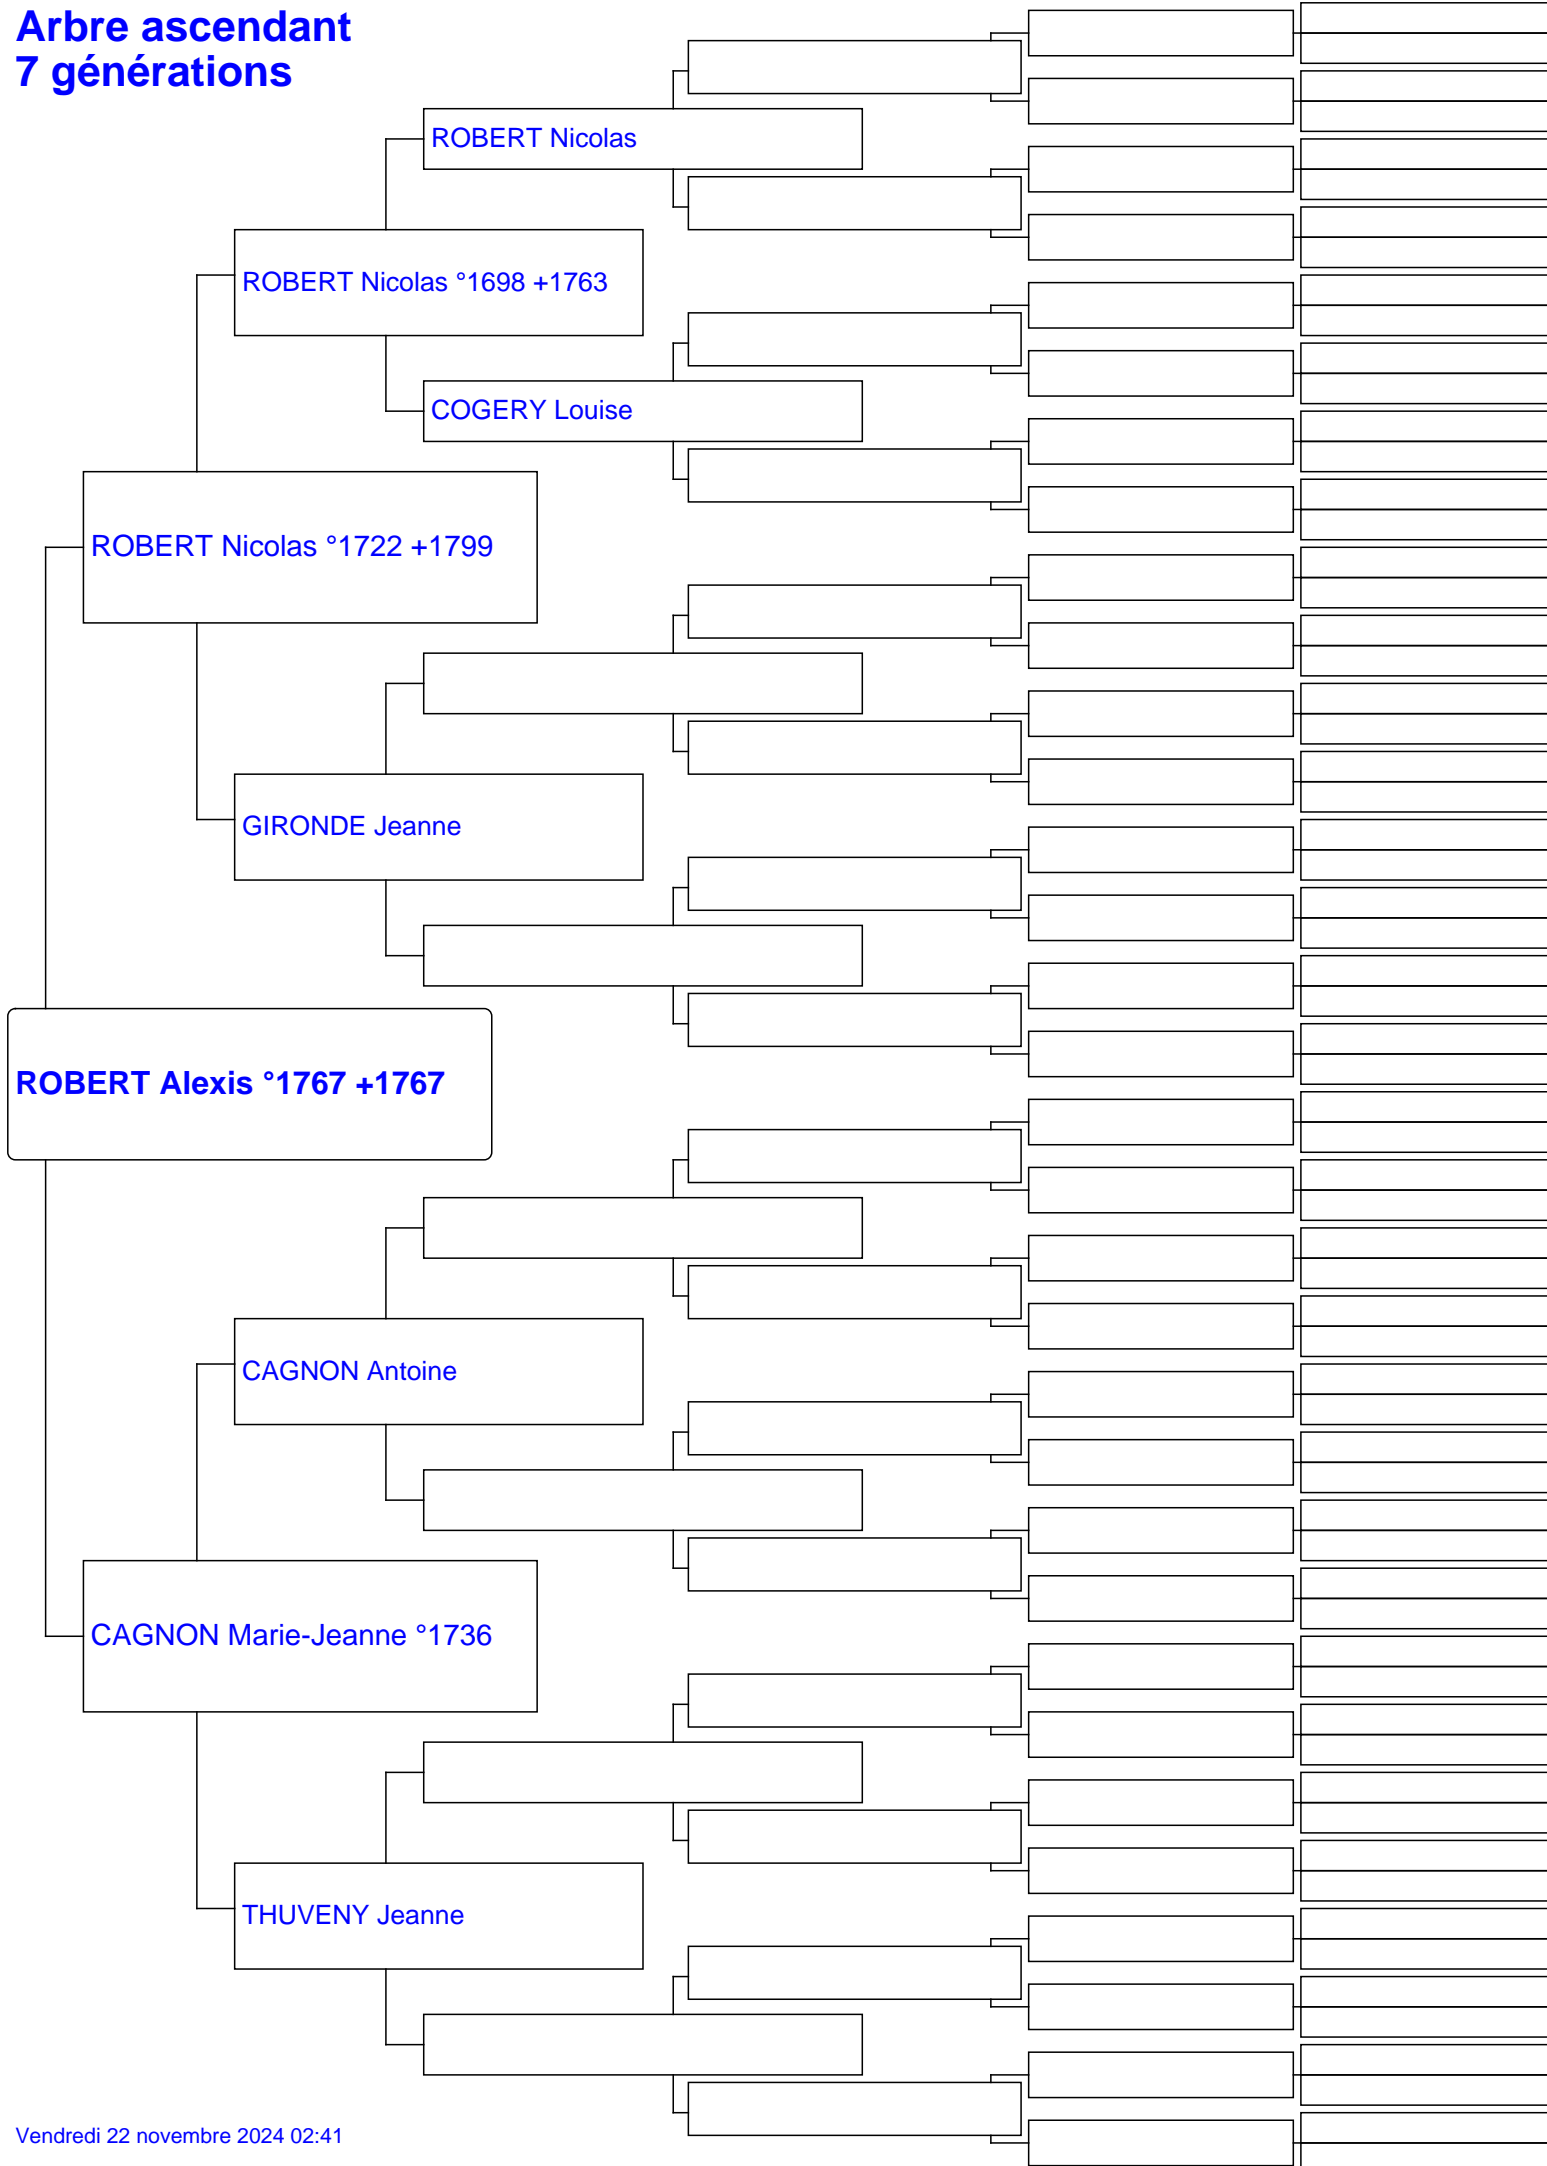 Arbre ascendant
7 générations
ROBERT Nicolas
ROBERT Nicolas °1698 +1763
COGERY Louise
ROBERT Nicolas °1722 +1799
GIRONDE Jeanne
ROBERT Alexis °1767 +1767
CAGNON Antoine
CAGNON Marie-Jeanne °1736
THUVENY Jeanne
Vendredi 22 novembre 2024 02:41